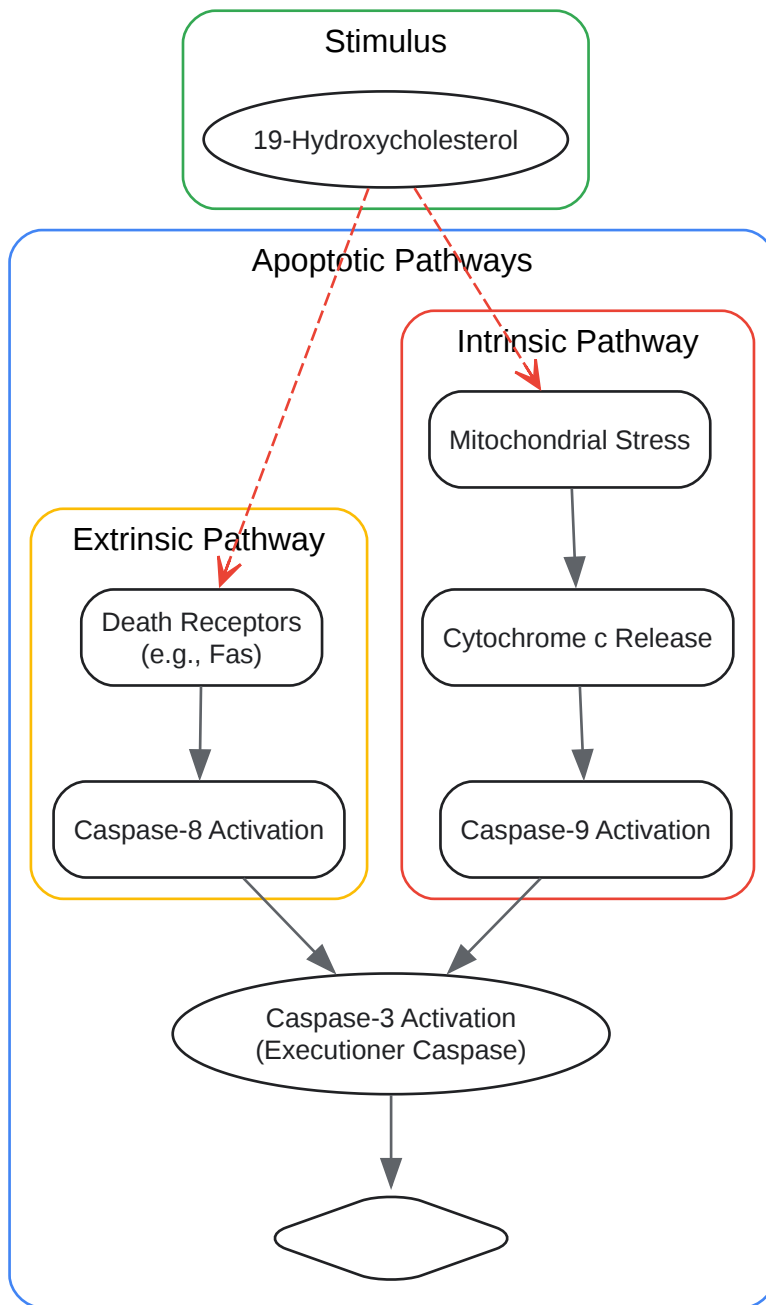 Stimulus
19-Hydroxycholesterol
Apoptotic Pathways
Intrinsic Pathway
Mitochondrial Stress
Extrinsic Pathway
Death Receptors
(e.g., Fas)
Cytochrome c Release
Caspase-8 Activation
Caspase-9 Activation
Caspase-3 Activation
(Executioner Caspase)